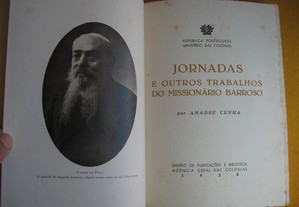 REPÚBLICA PORTUGUESA
MINISTÉRIO DAS COLÓNIAS
JORNADAS
E OUTROS TRABALHOS
DO MISSIONÁRIO BARROSO
por AMADEU CUNHA
DIVISÃO DE PUBLICAÇÕES E BIBLIOTECA
AGÊNCIA GERAL DAS COLÓNIAS
1938